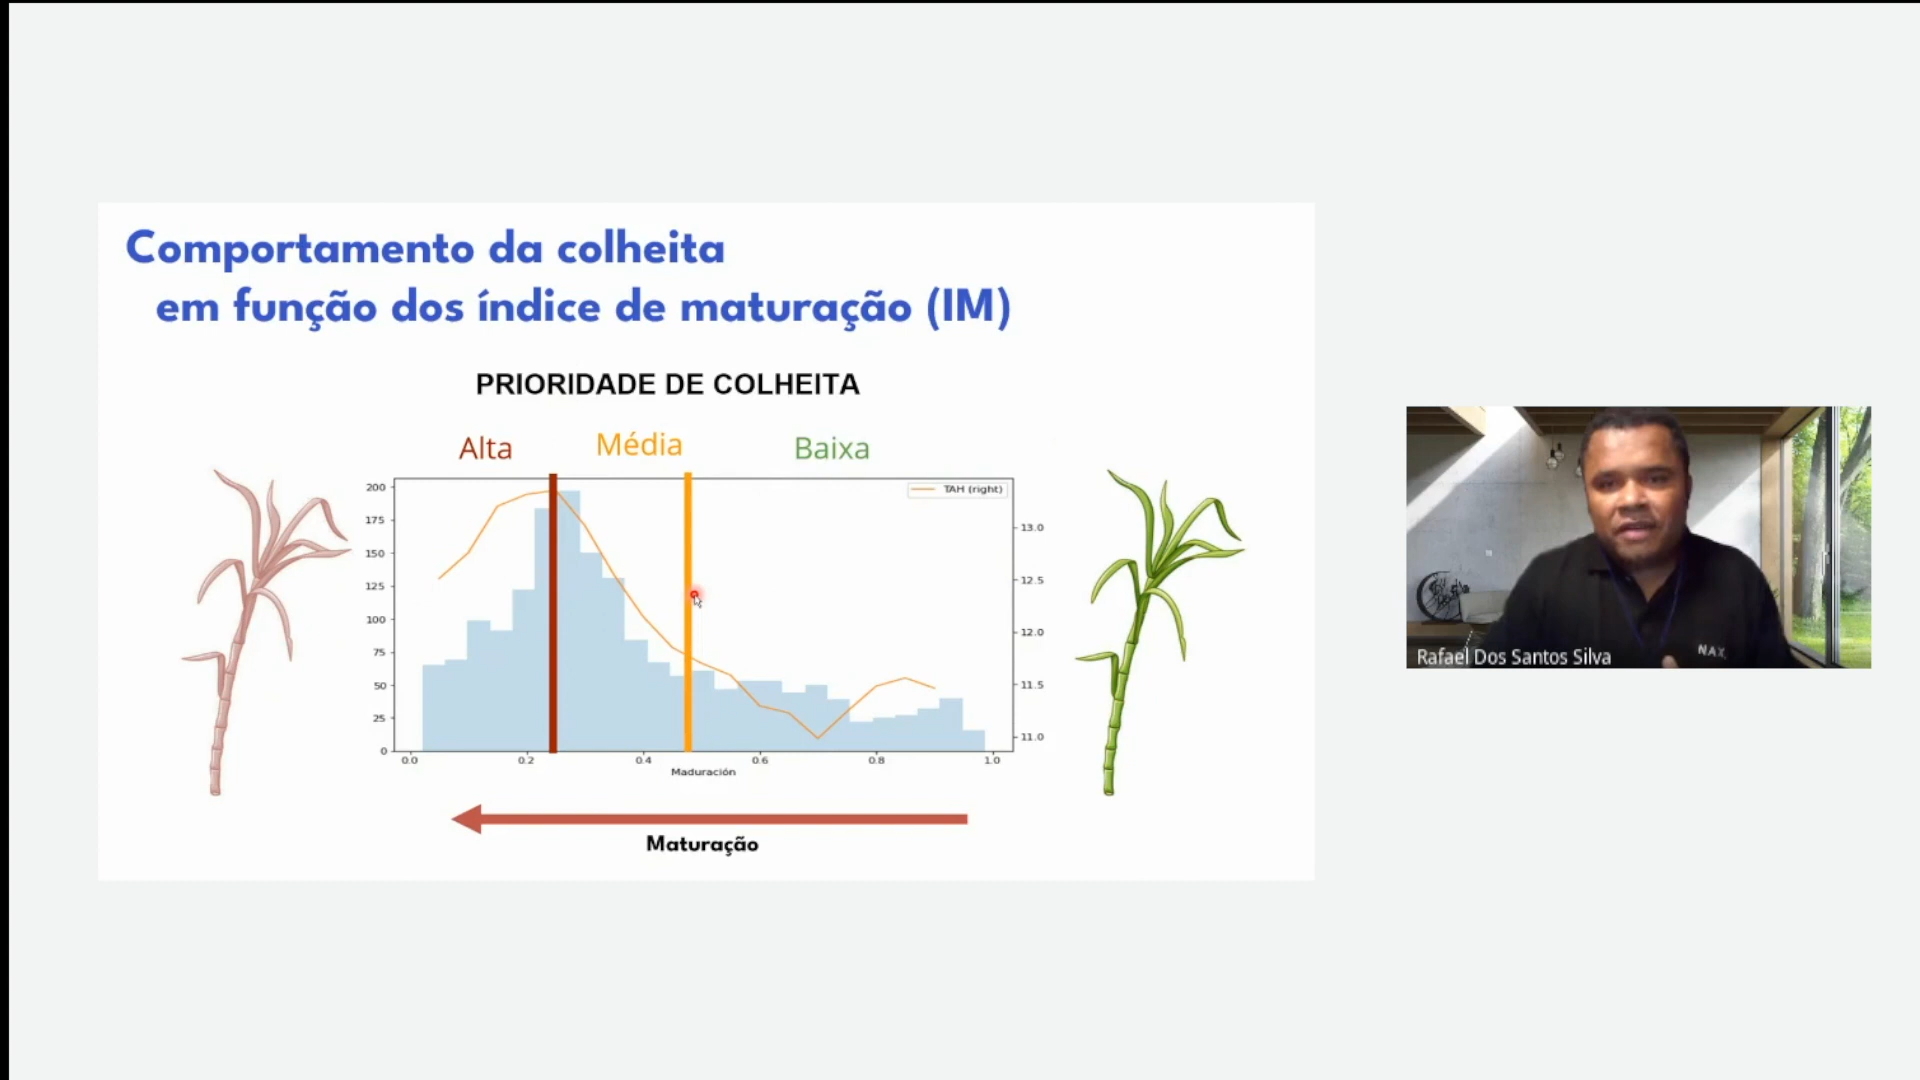 Comportamento da colheita
em função dos índice de maturação (IM)
PRIORIDADE DE COLHEITA
Alta
Média
Baixa
TAH (right)
200
175
150
125
100
75
50
25
0
13.0
12.5
12.0
11.5
11.0
0.0 0.2 0.4 0.6 0.8 1.0
Maduración
Maturação
NAX
Rafael Dos Santos Silva